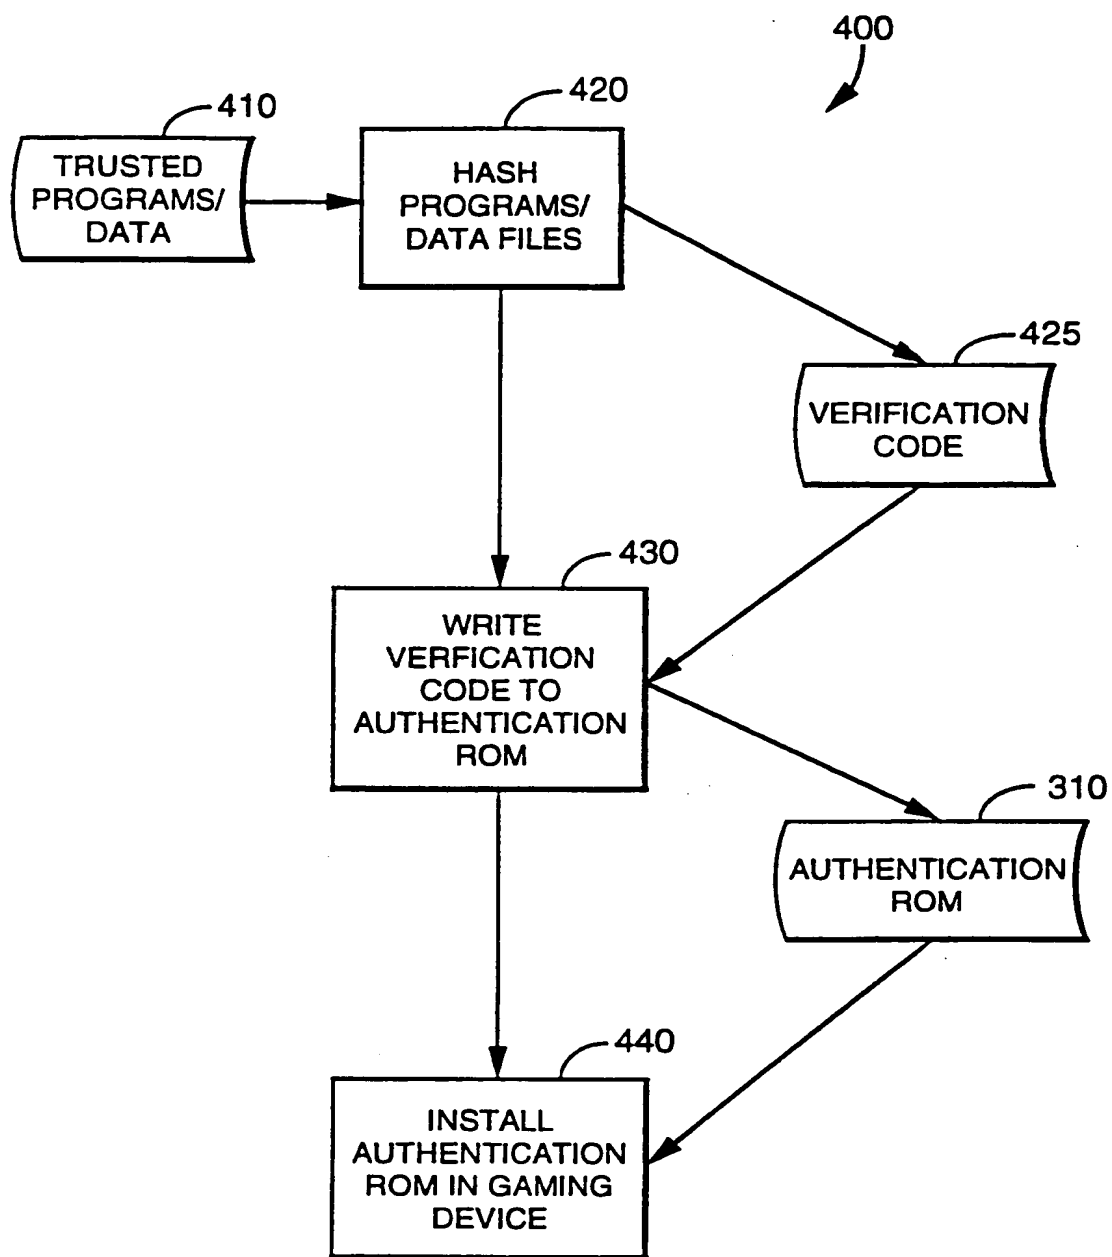 400
410
420
TRUSTED
PROGRAMS/
DATA
HASH
PROGRAMS/
DATA FILES
425
VERIFICATION
CODE
430
WRITE
VERFICATION
CODE TO
AUTHENTICATION
ROM
310
AUTHENTICATION
ROM
440
INSTALL
AUTHENTICATION
ROM IN GAMING
DEVICE